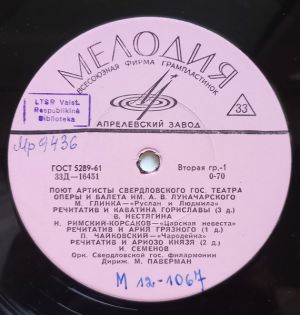 МЕЛОДИЯ
ВСЕСОЮЗНАЯ ФИРМА ГРАМПЛАСТИНОК
LTSR Valst.
Respublikinė
Biblioteka
33
АПРЕЛЕВСКИЙ ЗАВОД
Mp 9436
ГОСТ 5289-61
Вторая гр.-1
33Д—16451
0-70
ПОЮТ АРТИСТЫ СВЕРДЛОВСКОГО ГОС. ТЕАТРА
ОПЕРЫ И БАЛЕТА ИМ. А. В. ЛУНАЧАРСКОГО
М. ГЛИНКА—«Руслан и Людмила»
РЕЧИТАТИВ И КАВАТИНА ГОРИСЛАВЫ (3 д.)
В. НЕСТЯГИНА
Н. РИМСКИЙ-КОРСАКОВ—«Царская невеста»
РЕЧИТАТИВ И АРИЯ ГРЯЗНОГО (1 д.)
П. ЧАЙКОВСКИЙ—«Чародейка»
РЕЧИТАТИВ И АРИОЗО КНЯЗЯ (2 д.)
И. СЕМЕНОВ
Орк. Свердловской гос. филармонии
Дириж. М. ПАВЕРМАН
M 12-1067